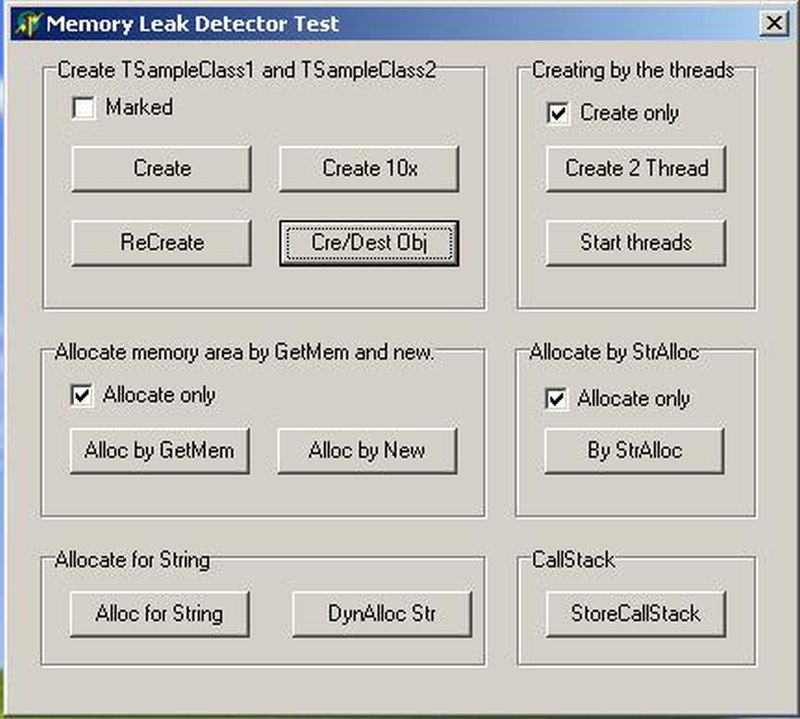 Memory Leak Detector Test
Create TSampleClass1 and TSampleClass2
Marked
Create
Create 10x
ReCreate
Cre/Dest Obj
Creating by the threads
Create only
Create 2 Thread
Start threads
Allocate memory area by GetMem and new.
Allocate only
Alloc by GetMem
Alloc by New
Allocate by StrAlloc
Allocate only
By StrAlloc
Allocate for String
Alloc for String
DynAlloc Str
CallStack
StoreCallStack